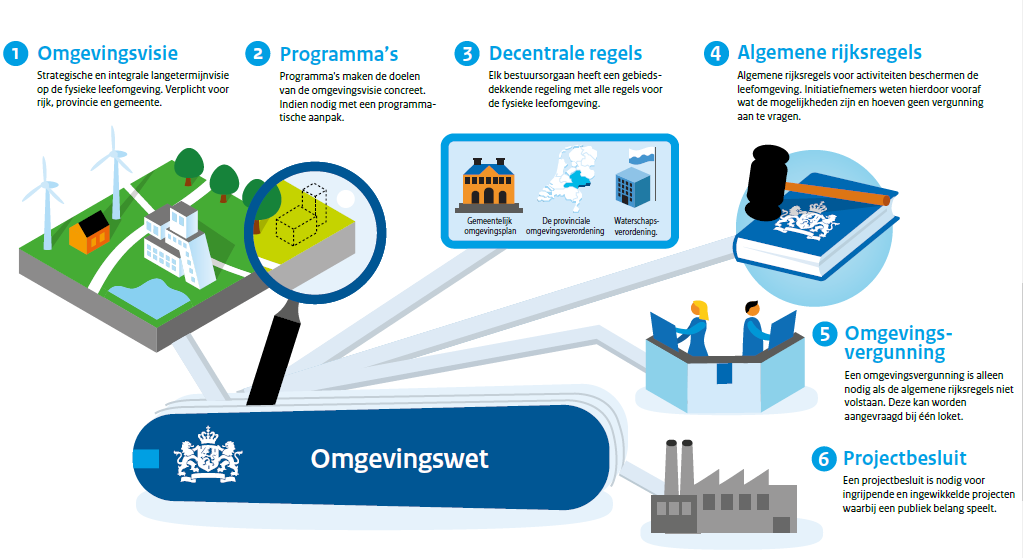 1 Omgevingsvisie
Strategische en integrale langetermijnvisie
op de fysieke leefomgeving. Verplicht voor
rijk, provincie en gemeente.
2 Programma's
Programma's maken de doelen
van de omgevingsvisie concreet.
Indien nodig met een programma-
tische aanpak.
3 Decentrale regels
Elk bestuursorgaan heeft een gebieds-
dekkende regeling met alle regels voor
de fysieke leefomgeving.
Gemeentelijk
omgevingsplan
De provinciale
omgevingsverordening
Waterschaps-
verordening.
4 Algemene rijksregels
Algemene rijksregels voor activiteiten beschermen de
leefomgeving. Initiatiefnemers weten hierdoor vooraf
wat de mogelijkheden zijn en hoeven geen vergunning
aan te vragen.
5 Omgevings-
vergunning
Een omgevingsvergunning is alleen
nodig als de algemene rijksregels niet
volstaan. Deze kan worden
aangevraagd bij één loket.
6 Projectbesluit
Een projectbesluit is nodig voor
ingrijpende en ingewikkelde projecten
waarbij een publiek belang speelt.
Omgevingswet